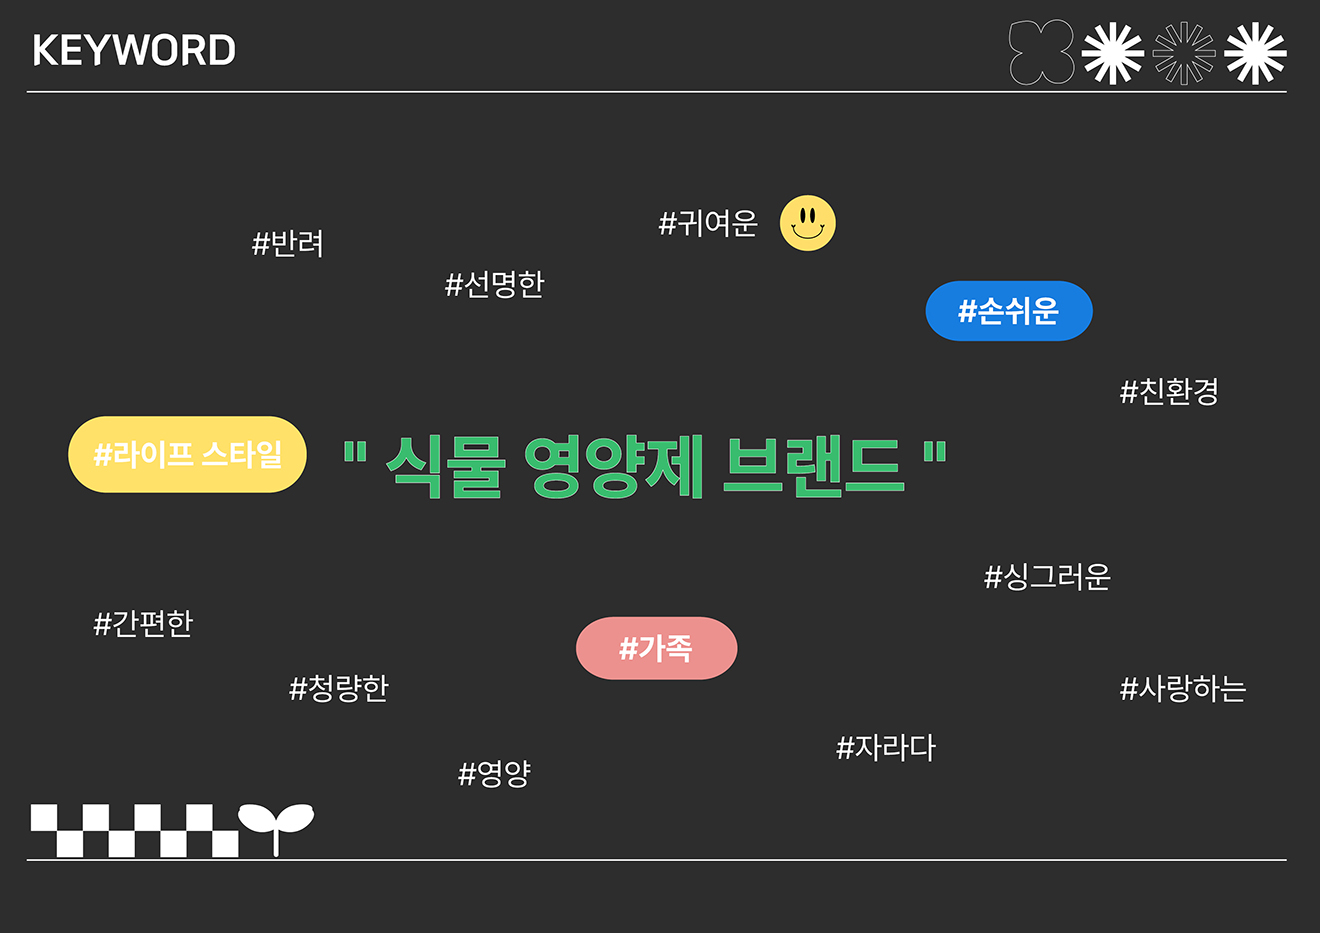 KEYWORD
#귀여운
#반려
#선명한
#손쉬운
#친환경
#라이프 스타일
" 식물 영양제 브랜드 "
#싱그러운
#간편한
#가족
#청량한
#사랑하는
#자라다
#영양